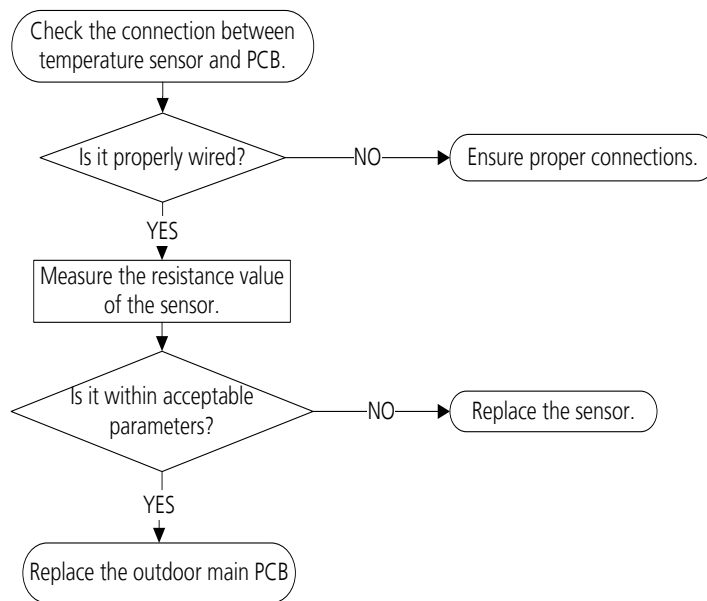 Check the connection between
temperature sensor and PCB.
Is it properly wired?
NO
Ensure proper connections.
YES
Measure the resistance value
of the sensor.
Is it within acceptable
parameters?
NO
Replace the sensor.
YES
Replace the outdoor main PCB